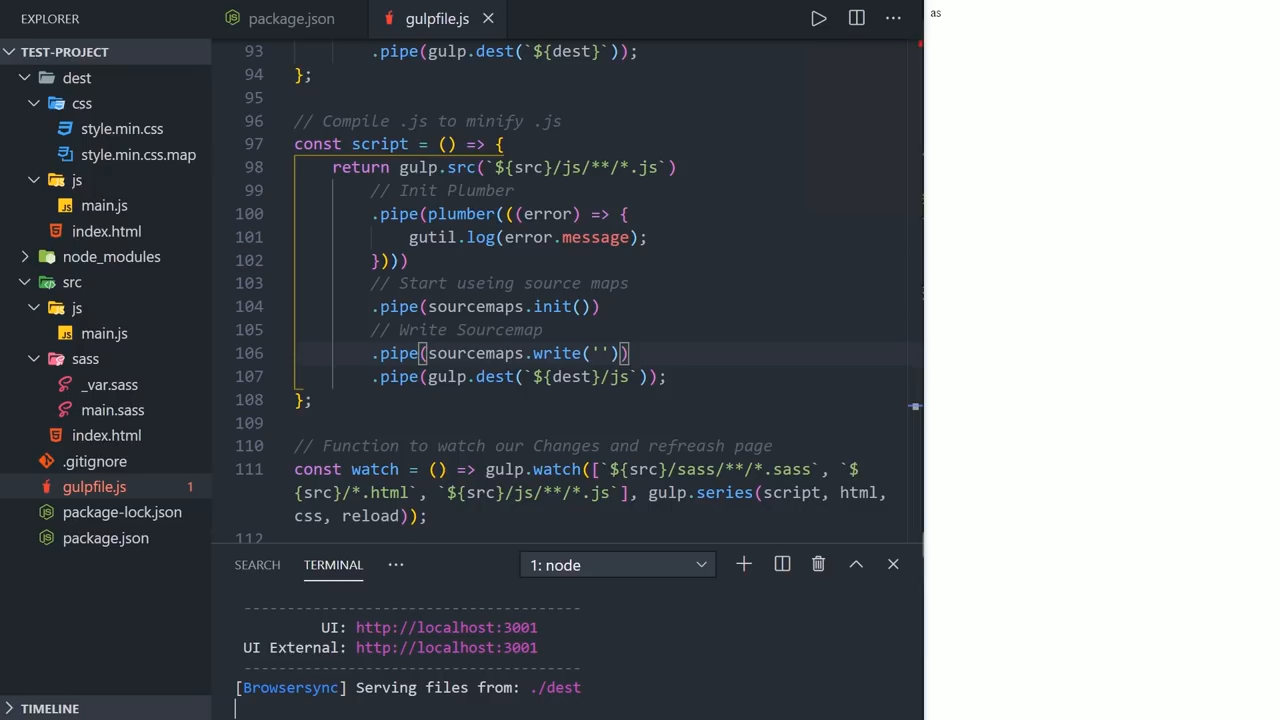 EXPLORER
TEST-PROJECT
dest
css
style.min.css
style.min.css.map
js
main.js
index.html
node_modules
src
js
main.js
sass
_var.sass
main.sass
index.html
.gitignore
gulpfile.js 1
package-lock.json
package.json
TIMELINE
package.json
gulpfile.js
93 .pipe(gulp.dest(`${dest}`));
94 };
95
96 // Compile .js to minify .js
97 const script = () => {
98 return gulp.src(`${src}/js/**/*.js`)
99 // Init Plumber
100 .pipe(plumber(((error) => {
101 gutil.log(error.message);
102 })))
103 // Start useing source maps
104 .pipe(sourcemaps.init())
105 // Write Sourcemap
106 .pipe(sourcemaps.write(''))
107 .pipe(gulp.dest(`${dest}/js`));
108 };
109
110 // Function to watch our Changes and refreash page
111 const watch = () => gulp.watch([`${src}/sass/**/*.sass`, `$
{src}/*.html`, `${src}/js/**/*.js`], gulp.series(script, html,
css, reload));
112
SEARCH TERMINAL ··· 1: node
----------------------------------------
UI: http://localhost:3001
UI External: http://localhost:3001
----------------------------------------
[Browsersync] Serving files from: ./dest
as